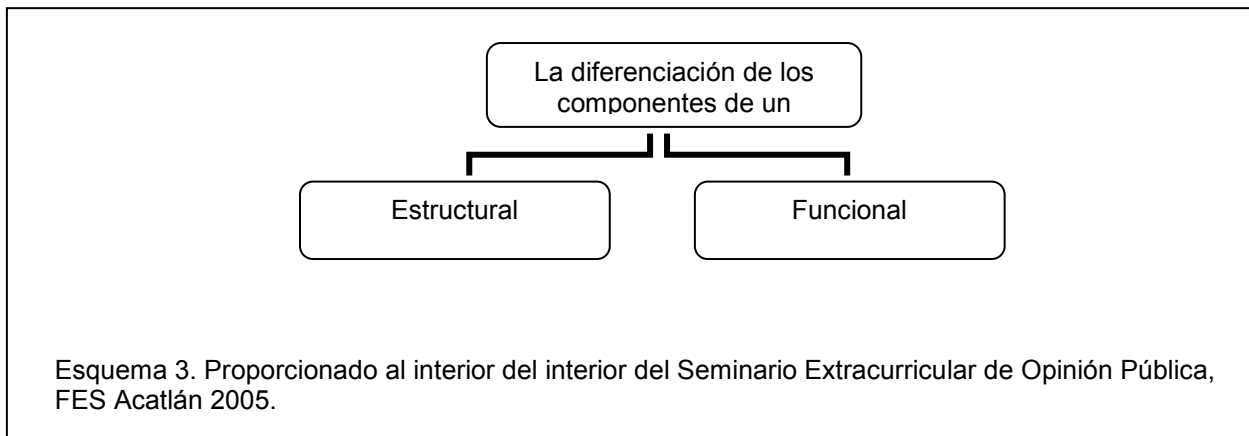 La diferenciación de los
componentes de un
Estructural
Funcional
Esquema 3. Proporcionado al interior del interior del Seminario Extracurricular de Opinión Pública,
FES Acatlán 2005.